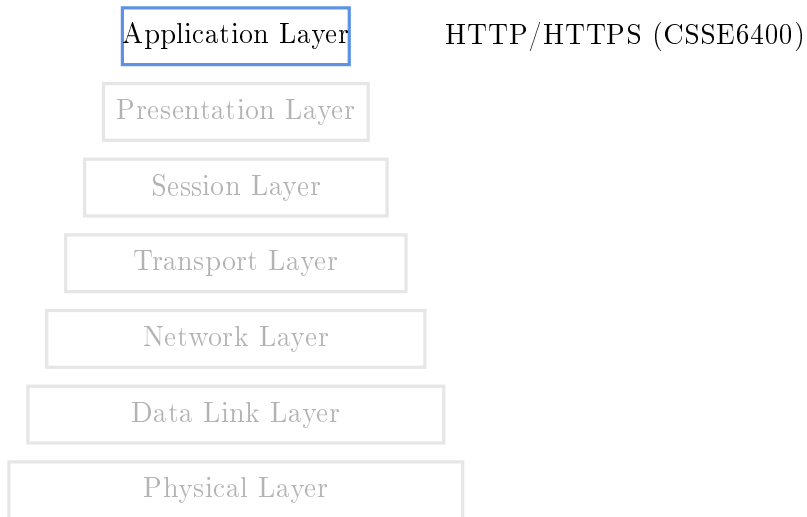 Application Layer HTTP/HTTPS (CSSE6400)
Presentation Layer
Session Layer
Transport Layer
Network Layer
Data Link Layer
Physical Layer